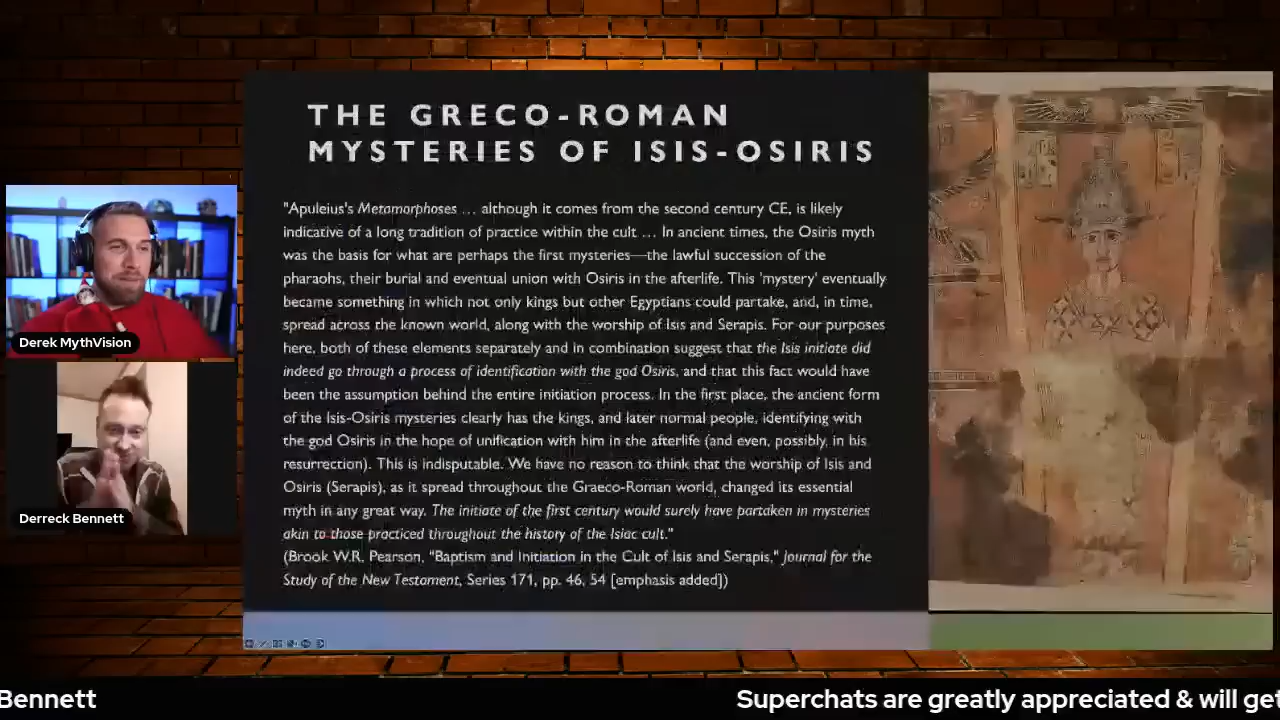 THE GRECO-ROMAN
MYSTERIES OF ISIS-OSIRIS
"Apuleius's Metamorphoses … although it comes from the second century CE, is likely
indicative of a long tradition of practice within the cult … In ancient times, the Osiris myth
was the basis for what are perhaps the first mysteries—the lawful succession of the
pharaohs, their burial and eventual union with Osiris in the afterlife. This 'mystery' eventually
became something in which not only kings but other Egyptians could partake, and, in time,
spread across the known world, along with the worship of Isis and Serapis. For our purposes
here, both of these elements separately and in combination suggest that the Isis initiate did
indeed go through a process of identification with the god Osiris, and that this fact would have
been the assumption behind the entire initiation process. In the first place, the ancient form
of the Isis-Osiris mysteries clearly has the kings, and later normal people, identifying with
the god Osiris in the hope of unification with him in the afterlife (and even, possibly, in his
resurrection). This is indisputable. We have no reason to think that the worship of Isis and
Osiris (Serapis), as it spread throughout the Graeco-Roman world, changed its essential
myth in any great way. The initiate of the first century would surely have partaken in mysteries
akin to those practiced throughout the history of the Isiac cult."
(Brook W.R. Pearson, "Baptism and Initiation in the Cult of Isis and Serapis," Journal for the
Study of the New Testament, Series 171, pp. 46, 54 [emphasis added])
Derek MythVision
Derreck Bennett
Bennett
Superchats are greatly appreciated & will get